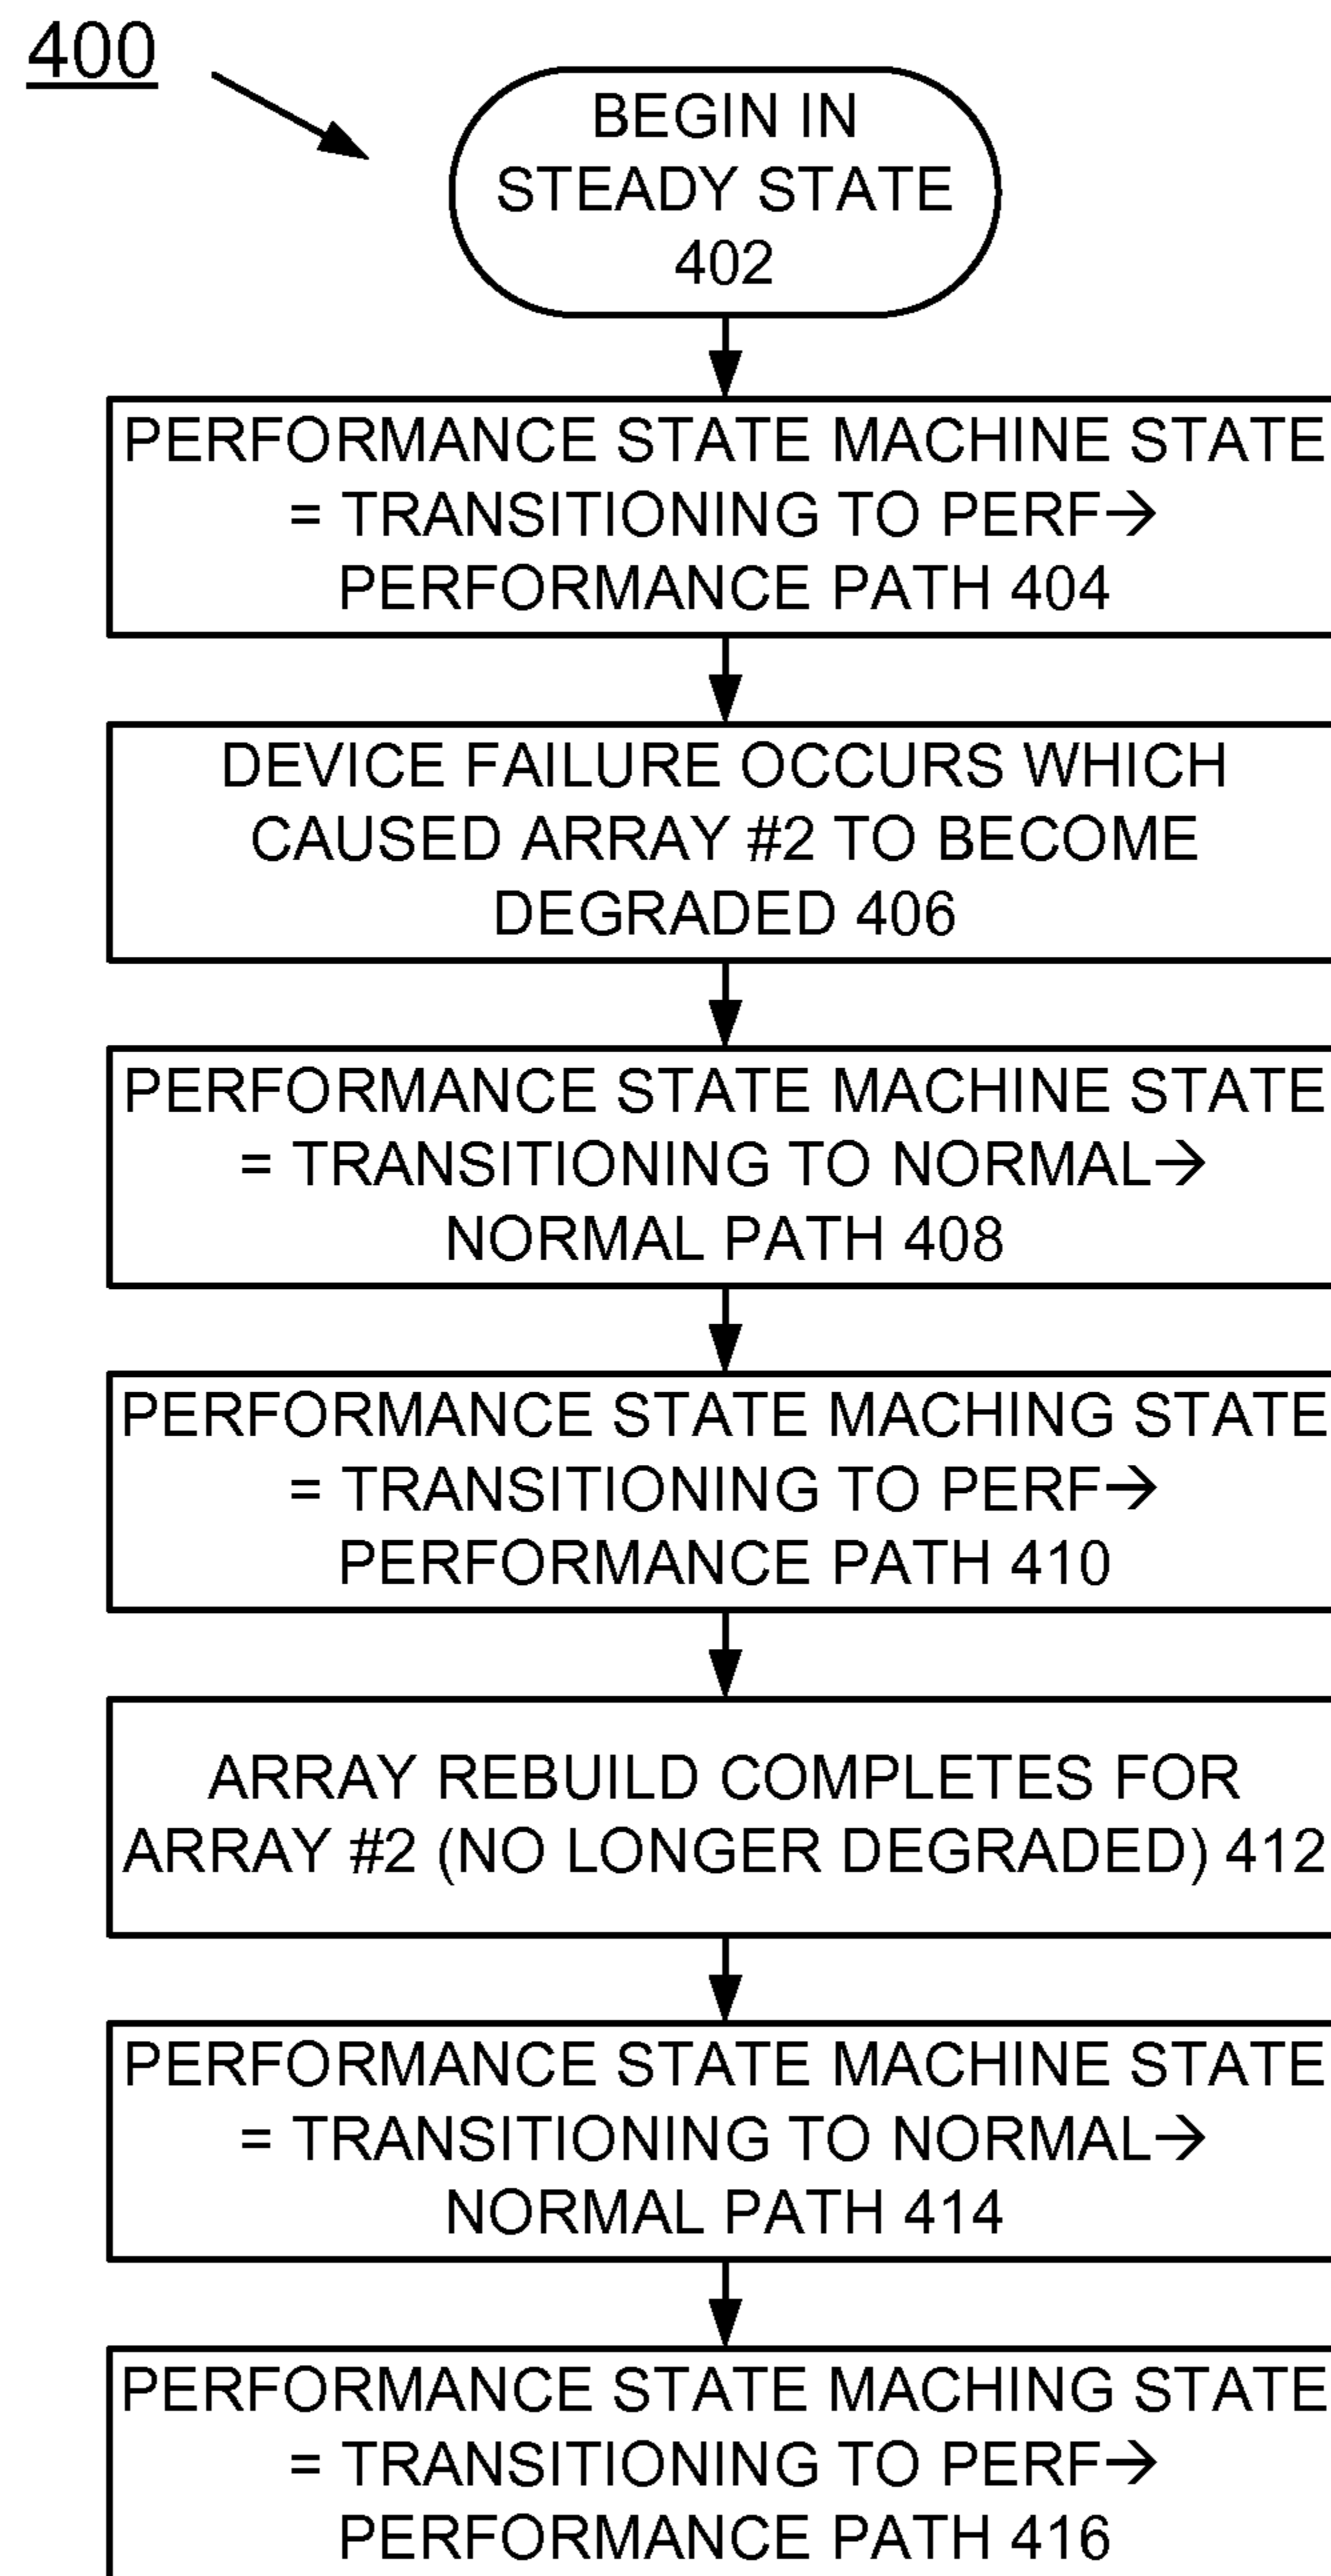 400
BEGIN IN
STEADY STATE
402
PERFORMANCE STATE MACHINE STATE
= TRANSITIONING TO PERF→
PERFORMANCE PATH 404
DEVICE FAILURE OCCURS WHICH
CAUSED ARRAY #2 TO BECOME
DEGRADED 406
PERFORMANCE STATE MACHINE STATE
= TRANSITIONING TO NORMAL→
NORMAL PATH 408
PERFORMANCE STATE MACHING STATE
= TRANSITIONING TO PERF→
PERFORMANCE PATH 410
ARRAY REBUILD COMPLETES FOR
ARRAY #2 (NO LONGER DEGRADED) 412
PERFORMANCE STATE MACHINE STATE
= TRANSITIONING TO NORMAL→
NORMAL PATH 414
PERFORMANCE STATE MACHING STATE
= TRANSITIONING TO PERF→
PERFORMANCE PATH 416